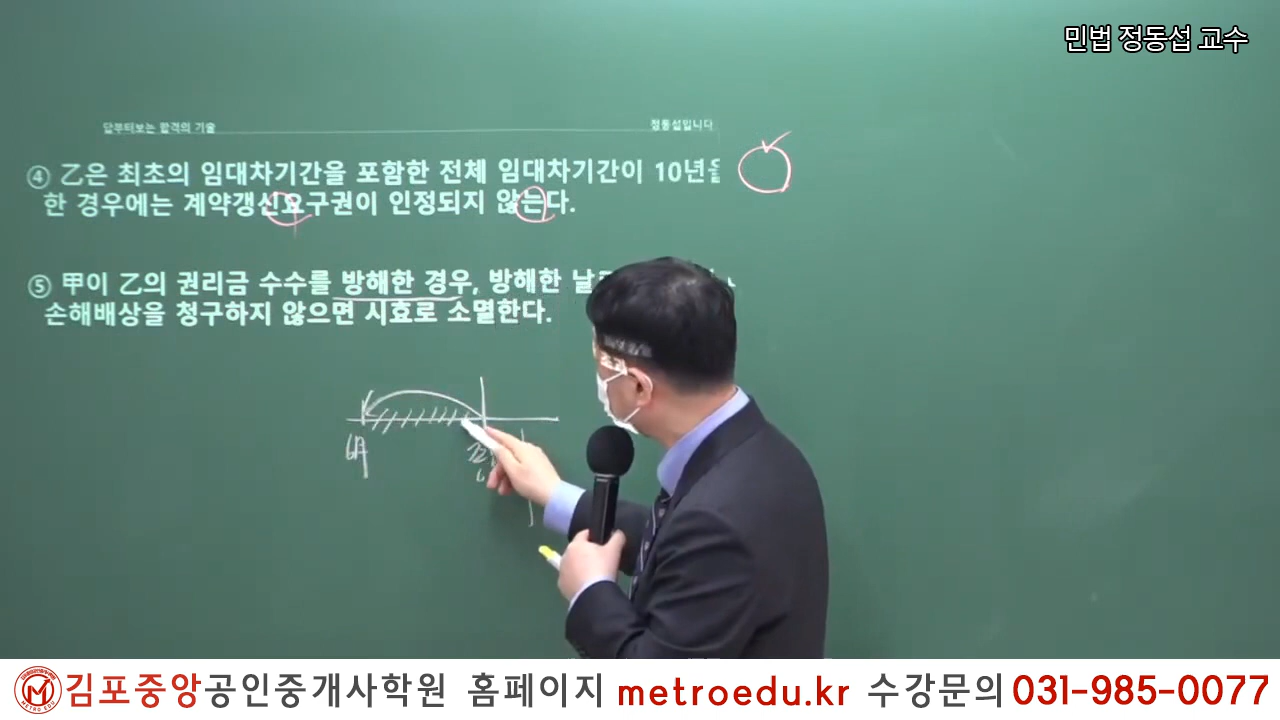 민법 정동섭 교수
답부터보는 합격의 기술 정동섭입니다
④ 乙은 최초의 임대차기간을 포함한 전체 임대차기간이 10년을
한 경우에는 계약갱신요구권이 인정되지 않는다.
⑤ 甲이 乙의 권리금 수수를 방해한 경우, 방해한 날
손해배상을 청구하지 않으면 시효로 소멸한다.
6月
김포중앙공인중개사학원 홈페이지 metroedu.kr 수강문의 031-985-0077
METRO EDU